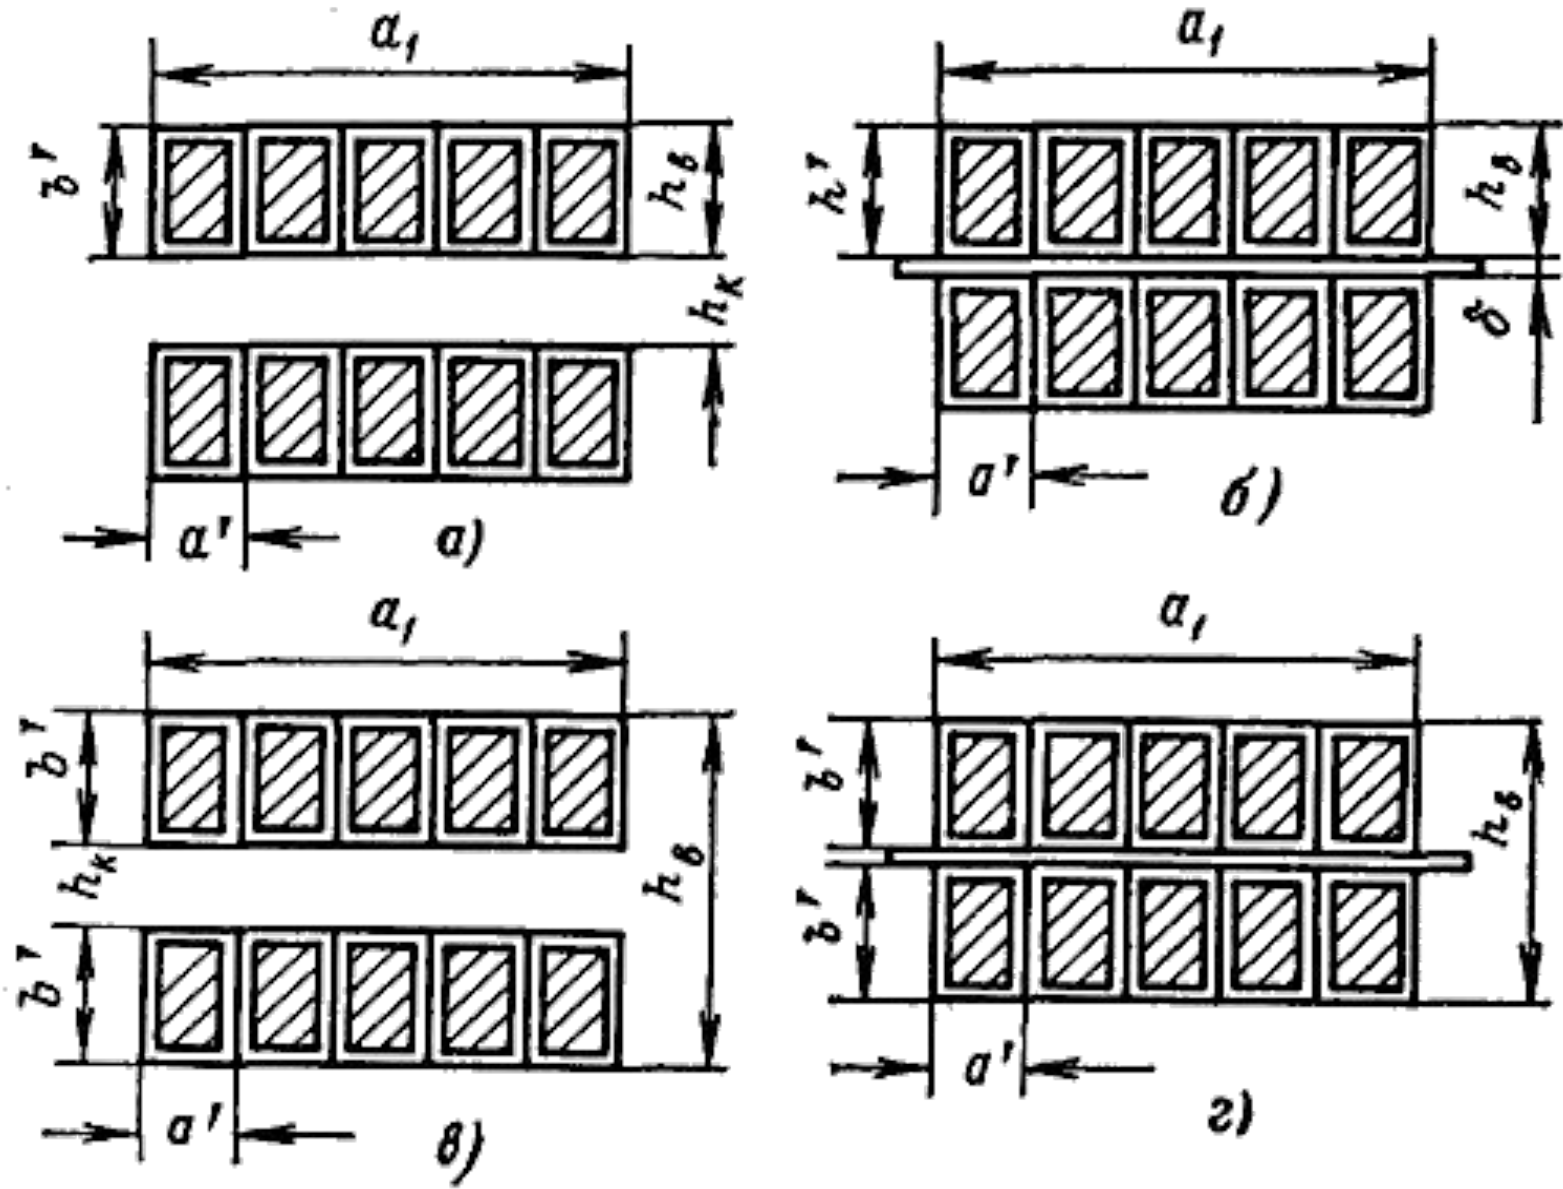 a₁ a₁
b' hв h' hв
hк δ
a' а) a' б)
a₁ a₁
b' b' hв
hк hв
b' b'
a' в) a' г)